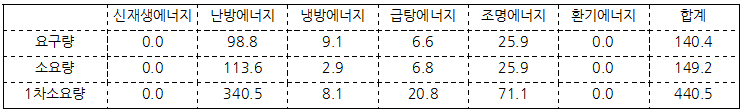 신재생에너지 난방에너지 냉방에너지 급탕에너지 조명에너지 환기에너지 합계
요구량 0.0 98.8 9.1 6.6 25.9 0.0 140.4
소요량 0.0 113.6 2.9 6.8 25.9 0.0 149.2
1차소요량 0.0 340.5 8.1 20.8 71.1 0.0 440.5